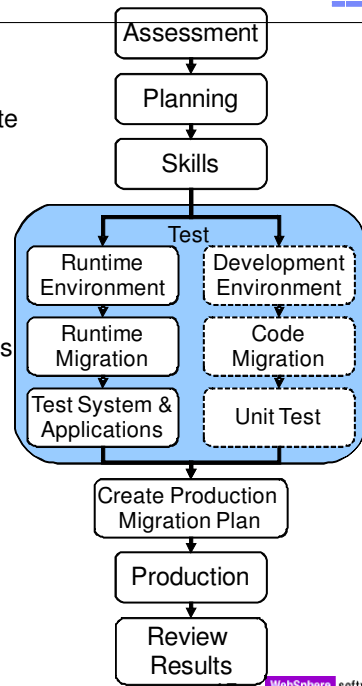 Assessment
Planning
te
Skills
Test
Runtime
Environment
Development
Environment
s
Runtime
Migration
Code
Migration
Test System &
Applications
Unit Test
Create Production
Migration Plan
Production
Review
Results
WebSphere